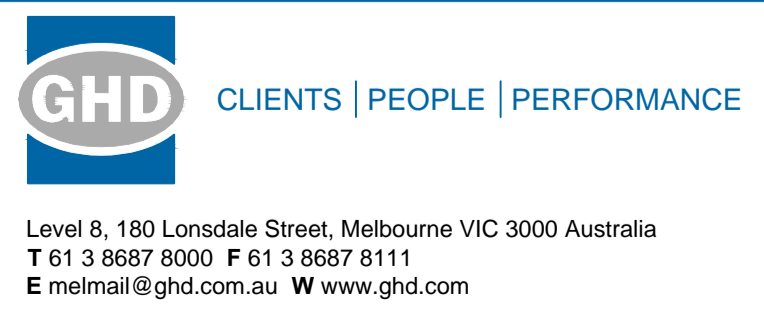 GHD
CLIENTS | PEOPLE | PERFORMANCE
Level 8, 180 Lonsdale Street, Melbourne VIC 3000 Australia
T 61 3 8687 8000 F 61 3 8687 8111
E melmail@ghd.com.au W www.ghd.com